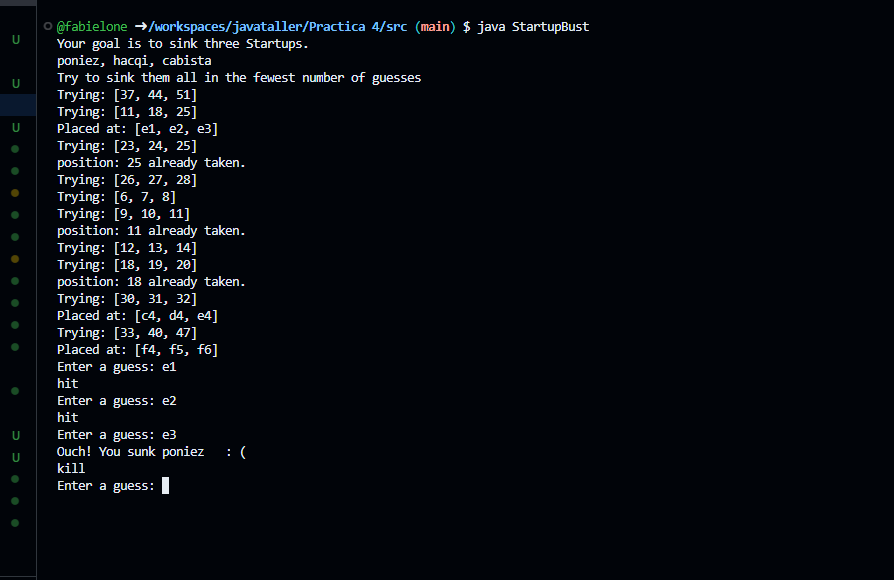 U
@fabielone ➜/workspaces/javataller/Practica 4/src (main) $ java StartupBust
Your goal is to sink three Startups.
poniez, hacqi, cabista
Try to sink them all in the fewest number of guesses
Trying: [37, 44, 51]
Trying: [11, 18, 25]
Placed at: [e1, e2, e3]
Trying: [23, 24, 25]
position: 25 already taken.
Trying: [26, 27, 28]
Trying: [6, 7, 8]
Trying: [9, 10, 11]
position: 11 already taken.
Trying: [12, 13, 14]
Trying: [18, 19, 20]
position: 18 already taken.
Trying: [30, 31, 32]
Placed at: [c4, d4, e4]
Trying: [33, 40, 47]
Placed at: [f4, f5, f6]
Enter a guess: e1
hit
Enter a guess: e2
hit
Enter a guess: e3
Ouch! You sunk poniez   : (
kill
Enter a guess:
U
U
U
U